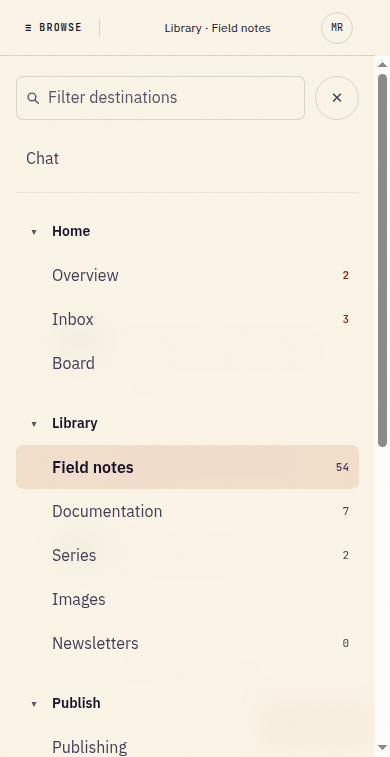 ≡ BROWSE
Library · Field notes
MR
Filter destinations
✕
Chat
▾ Home
Overview 2
Inbox 3
Board
▾ Library
Field notes 54
Documentation 7
Series 2
Images
Newsletters 0
▾ Publish
Publishing